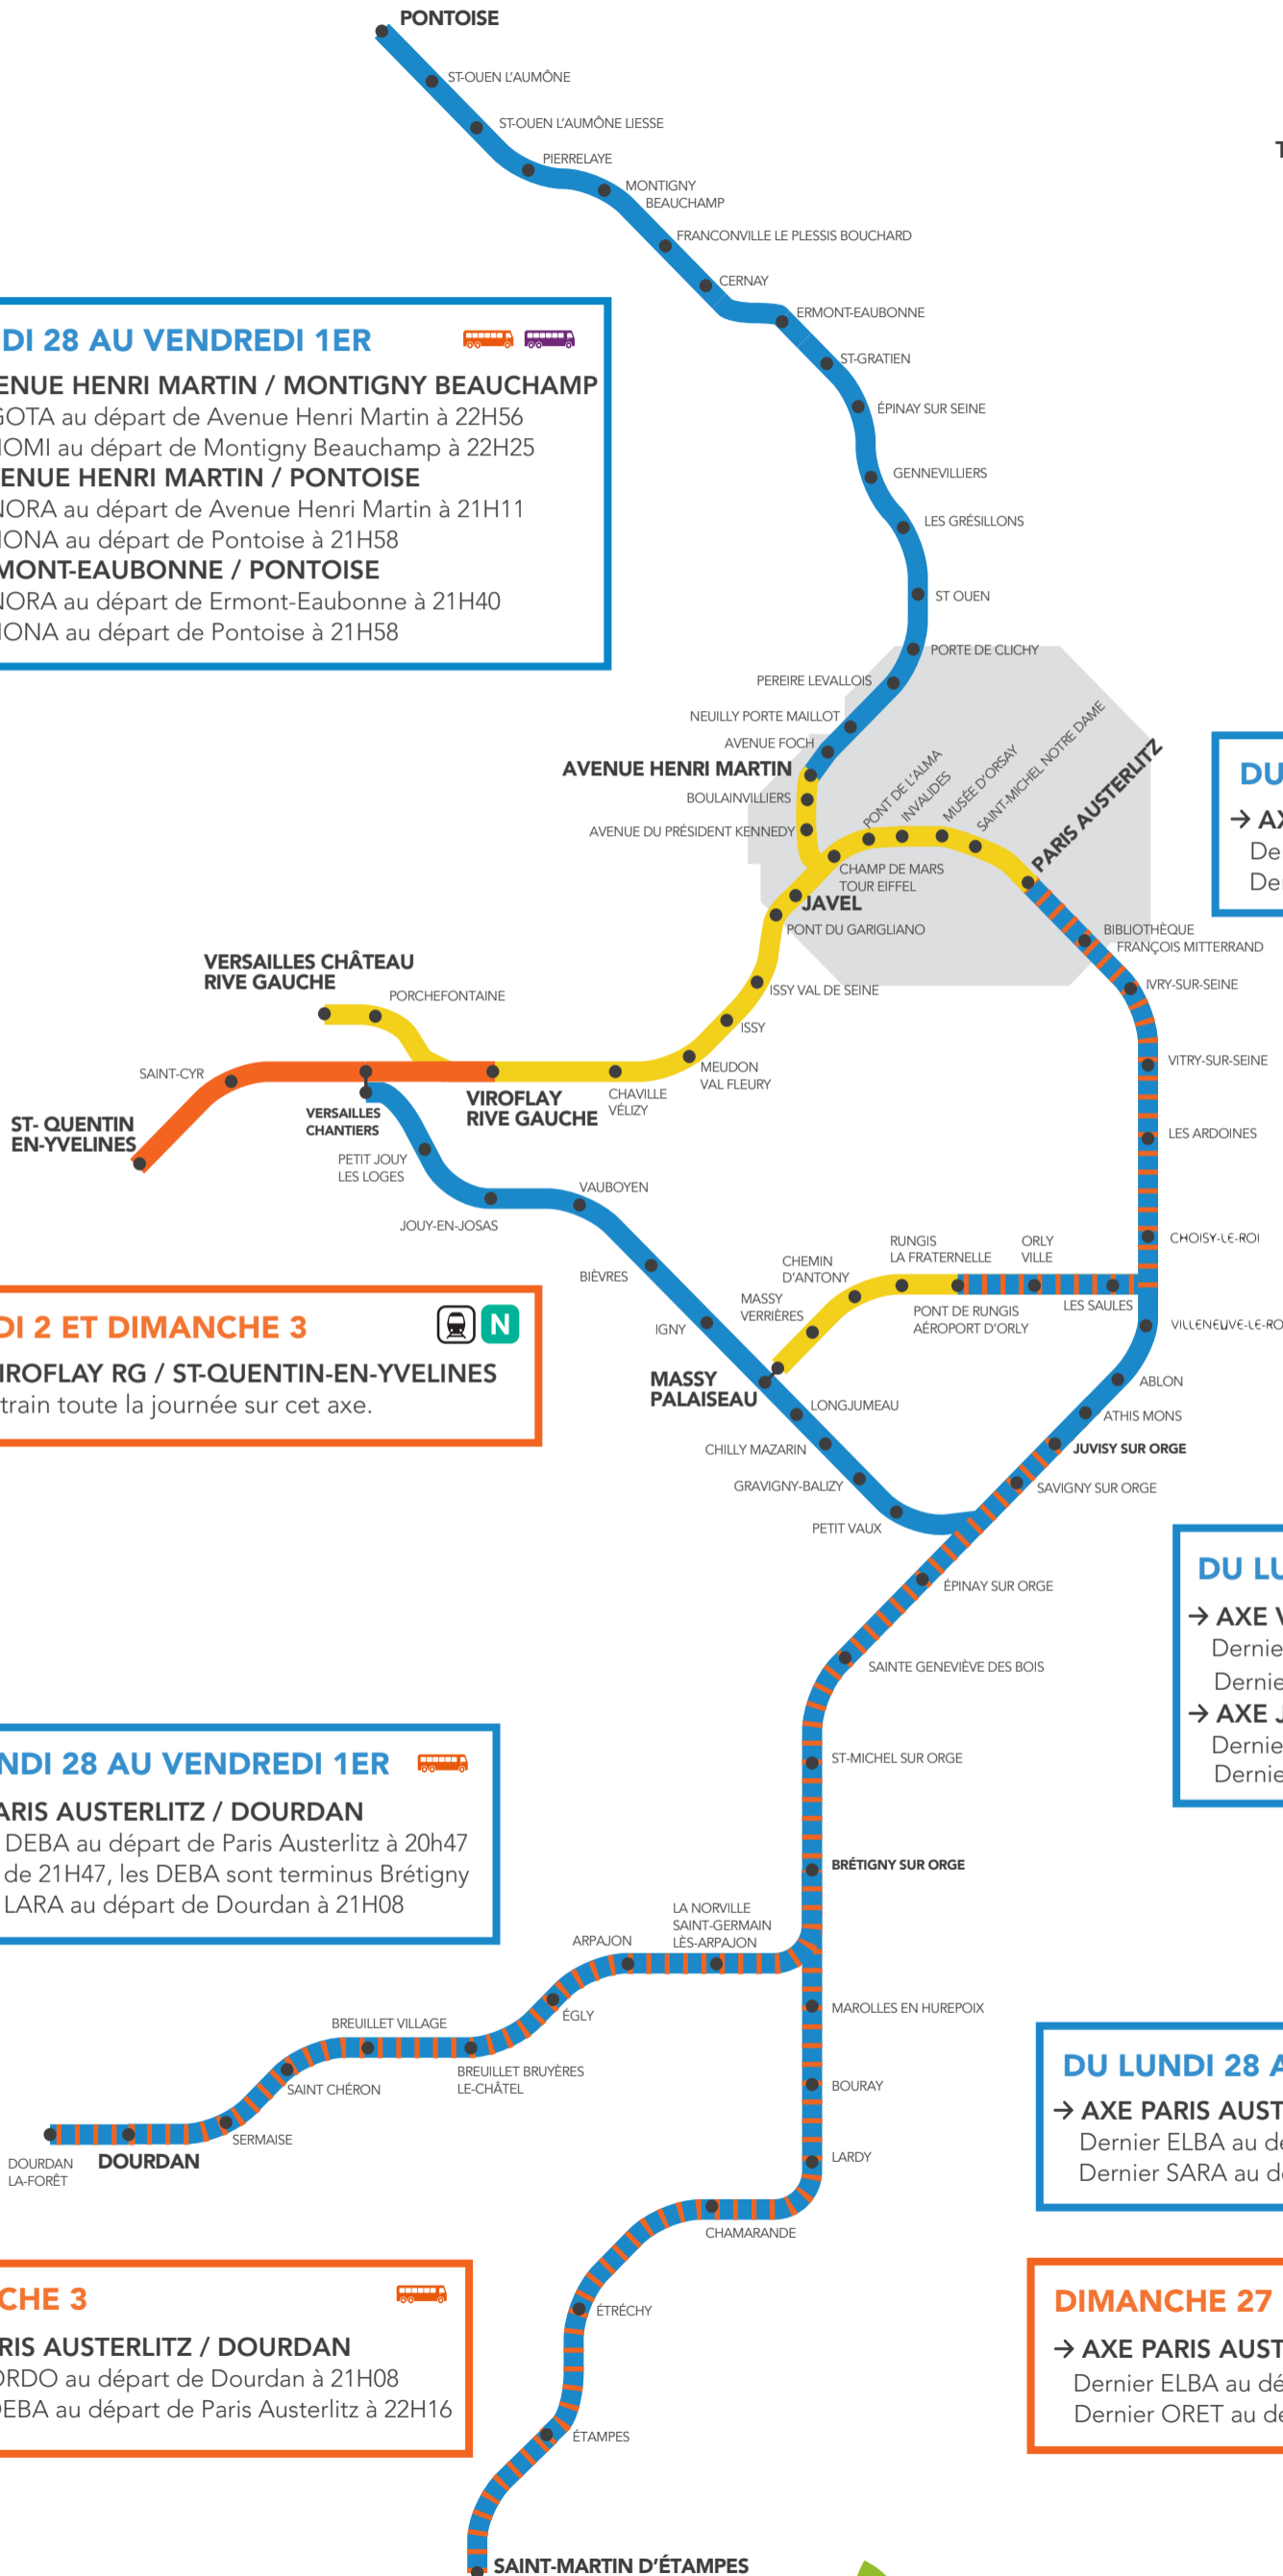 PONTOISE
ST-OUEN L'AUMÔNE
ST-OUEN L'AUMÔNE LIESSE
PIERRELAYE
MONTIGNY
BEAUCHAMP
FRANCONVILLE LE PLESSIS BOUCHARD
CERNAY
ERMONT-EAUBONNE
ST-GRATIEN
ÉPINAY SUR SEINE
GENNEVILLIERS
LES GRÉSILLONS
ST OUEN
PORTE DE CLICHY
PEREIRE LEVALLOIS
NEUILLY PORTE MAILLOT
AVENUE FOCH
AVENUE HENRI MARTIN
BOULAINVILLIERS
AVENUE DU PRÉSIDENT KENNEDY
DI 28 AU VENDREDI 1ER
ENUE HENRI MARTIN / MONTIGNY BEAUCHAMP
GOTA au départ de Avenue Henri Martin à 22H56
OMI au départ de Montigny Beauchamp à 22H25
ENUE HENRI MARTIN / PONTOISE
NORA au départ de Avenue Henri Martin à 21H11
ONA au départ de Pontoise à 21H58
MONT-EAUBONNE / PONTOISE
NORA au départ de Ermont-Eaubonne à 21H40
ONA au départ de Pontoise à 21H58
PONT DE L'ALMA
INVALIDES
MUSÉE D'ORSAY
SAINT-MICHEL NOTRE DAME
PARIS AUSTERLITZ
CHAMP DE MARS
TOUR EIFFEL
JAVEL
PONT DU GARIGLIANO
DU
→ AX
De
Der
BIBLIOTHÈQUE
FRANÇOIS MITTERRAND
IVRY-SUR-SEINE
VITRY-SUR-SEINE
LES ARDOINES
CHOISY-LE-ROI
VILLENEUVE-LE-RO
ABLON
ATHIS MONS
JUVISY SUR ORGE
SAVIGNY SUR ORGE
ISSY VAL DE SEINE
ISSY
MEUDON
VAL FLEURY
CHAVILLE
VÉLIZY
VIROFLAY
RIVE GAUCHE
VERSAILLES CHÂTEAU
RIVE GAUCHE
PORCHEFONTAINE
SAINT-CYR
ST- QUENTIN
EN-YVELINES
VERSAILLES
CHANTIERS
PETIT JOUY
LES LOGES
JOUY-EN-JOSAS
VAUBOYEN
BIÈVRES
IGNY
MASSY
PALAISEAU
MASSY
VERRIÈRES
CHEMIN
D'ANTONY
RUNGIS
LA FRATERNELLE
PONT DE RUNGIS
AÉROPORT D'ORLY
ORLY
VILLE
LES SAULES
LONGJUMEAU
CHILLY MAZARIN
GRAVIGNY-BALIZY
PETIT VAUX
DI 2 ET DIMANCHE 3
N
IROFLAY RG / ST-QUENTIN-EN-YVELINES
train toute la journée sur cet axe.
ÉPINAY SUR ORGE
SAINTE GENEVIÈVE DES BOIS
ST-MICHEL SUR ORGE
BRÉTIGNY SUR ORGE
DU LU
→ AXE V
Dernie
Dernie
→ AXE J
Dernie
Dernie
NDI 28 AU VENDREDI 1ER
ARIS AUSTERLITZ / DOURDAN
DEBA au départ de Paris Austerlitz à 20h47
de 21H47, les DEBA sont terminus Brétigny
LARA au départ de Dourdan à 21H08
LA NORVILLE
SAINT-GERMAIN
LÈS-ARPAJON
ARPAJON
ÉGLY
BREUILLET BRUYÈRES
LE-CHÂTEL
BREUILLET VILLAGE
SAINT CHÉRON
SERMAISE
DOURDAN
DOURDAN
LA-FORÊT
MAROLLES EN HUREPOIX
BOURAY
LARDY
CHAMARANDE
ÉTRÉCHY
ÉTAMPES
SAINT-MARTIN D'ÉTAMPES
DU LUNDI 28 A
→ AXE PARIS AUST
Dernier ELBA au dé
Dernier SARA au d
CHE 3
RIS AUSTERLITZ / DOURDAN
ORDO au départ de Dourdan à 21H08
DEBA au départ de Paris Austerlitz à 22H16
DIMANCHE 27
→ AXE PARIS AUST
Dernier ELBA au dé
Dernier ORET au dé